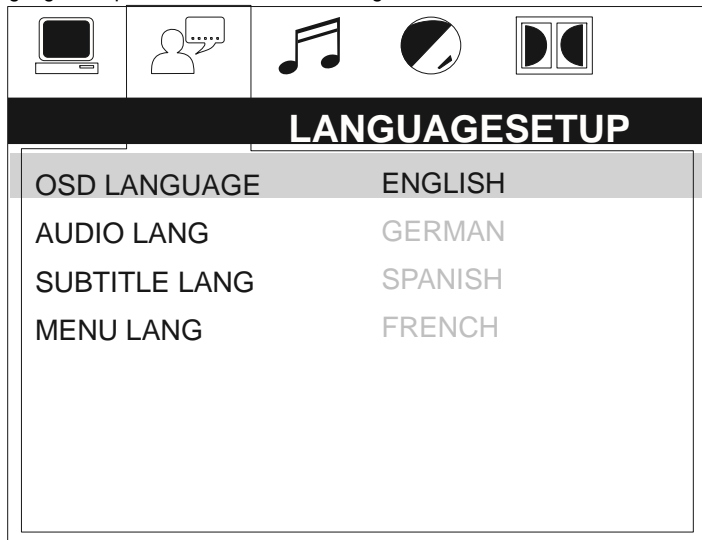 LANGUAGESETUP
OSD LANGUAGE ENGLISH
AUDIO LANG GERMAN
SUBTITLE LANG SPANISH
MENU LANG FRENCH